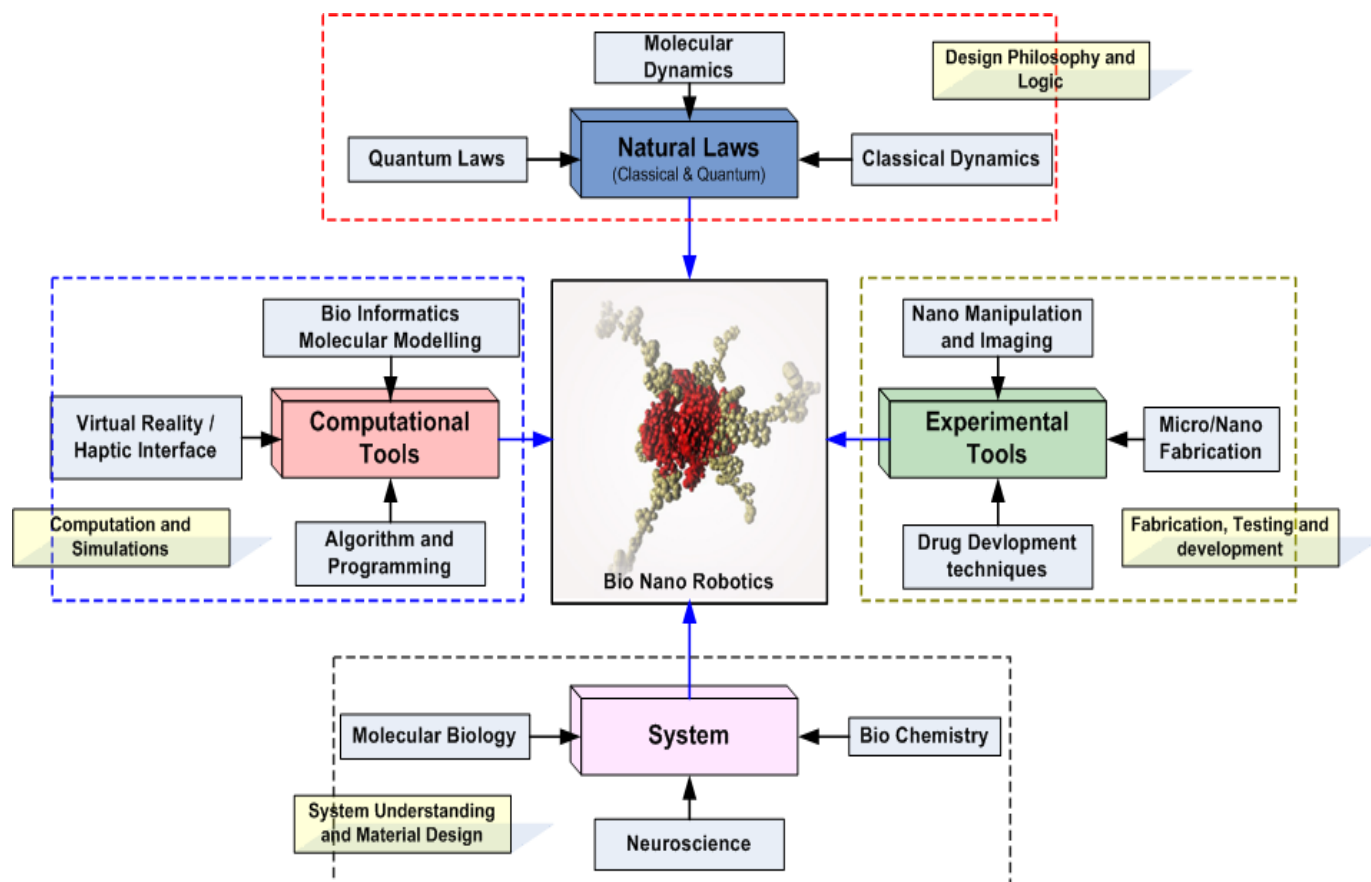 Molecular
Dynamics
Design Philosophy and
Logic
Quantum Laws
Natural Laws
(Classical & Quantum)
Classical Dynamics
Bio Informatics
Molecular Modelling
Virtual Reality /
Haptic Interface
Computational
Tools
Computation and
Simulations
Algorithm and
Programming
Bio Nano Robotics
Nano Manipulation
and Imaging
Experimental
Tools
Micro/Nano
Fabrication
Drug Devlopment
techniques
Fabrication, Testing and
development
Molecular Biology
System
Bio Chemistry
System Understanding
and Material Design
Neuroscience